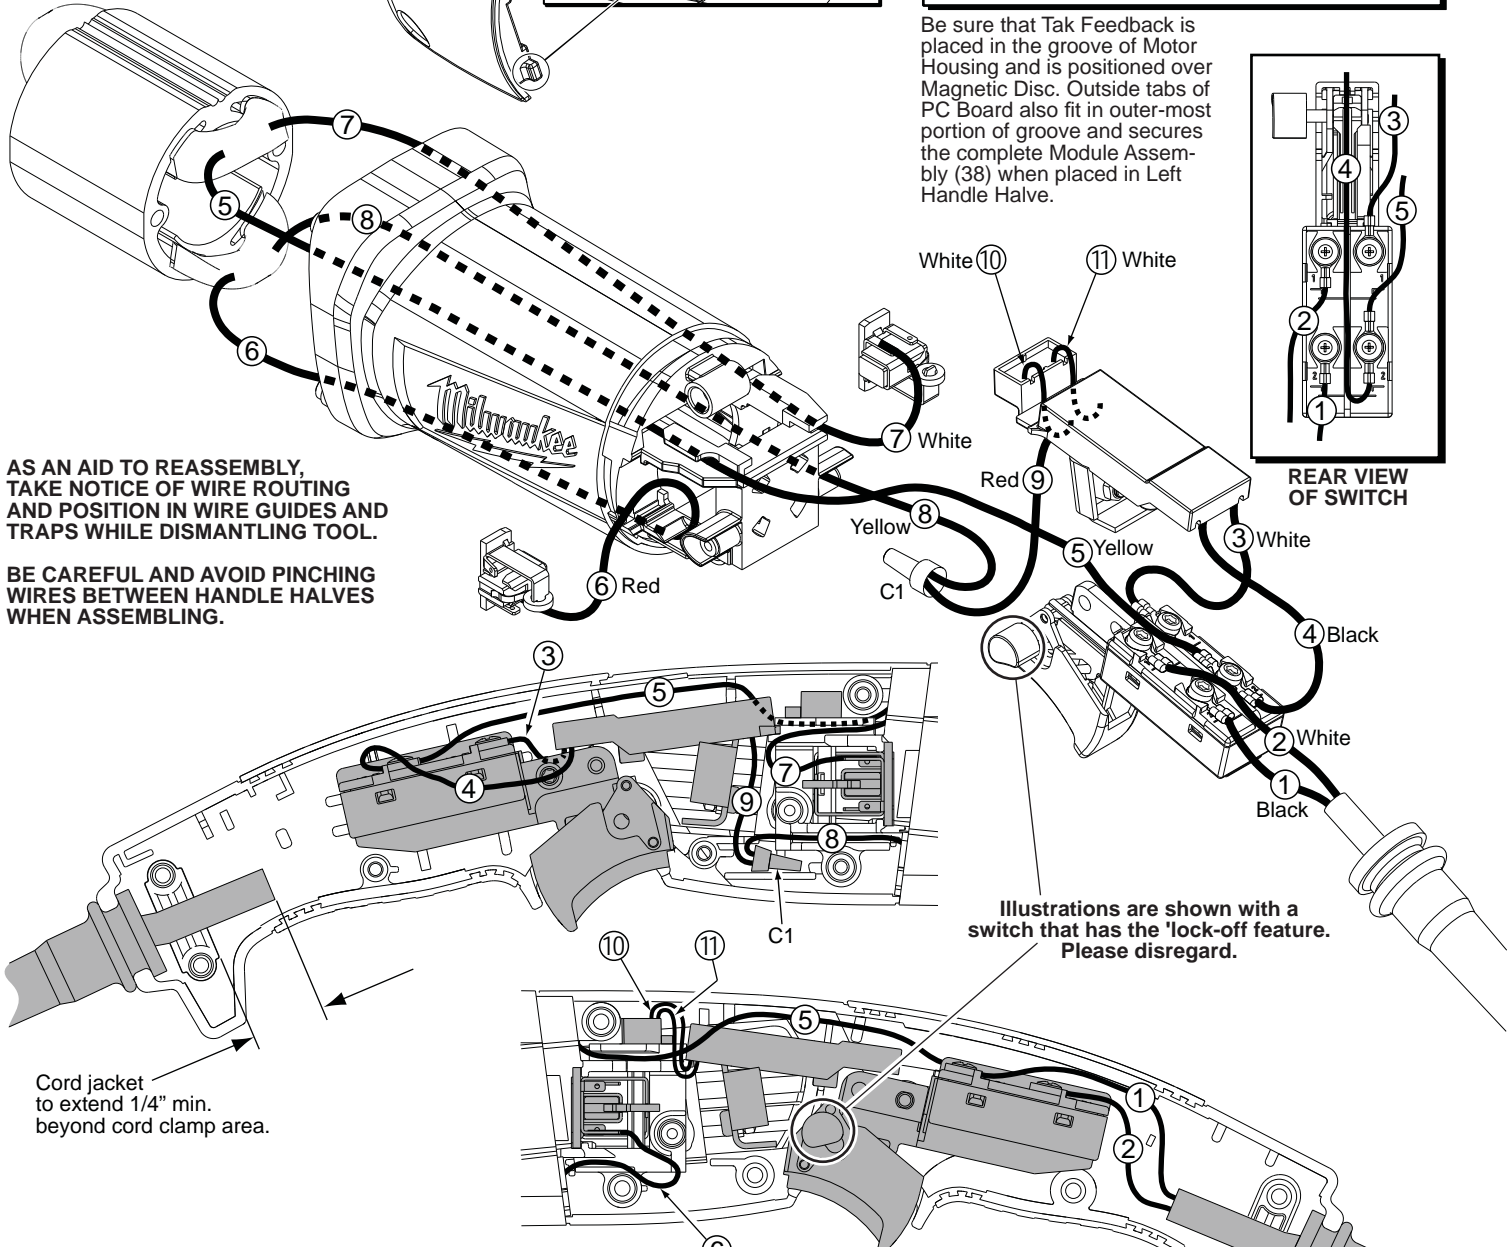 Be sure that Tak Feedback is
placed in the groove of Motor
Housing and is positioned over
Magnetic Disc. Outside tabs of
PC Board also fit in outer-most
portion of groove and secures
the complete Module Assem-
bly (38) when placed in Left
Handle Halve.
3
4
5
2
1
REAR VIEW
OF SWITCH
7
5
8
6
Milwaukee
White 10
11 White
7 White
Red 9
Yellow 8
5 Yellow
3 White
C1
6 Red
4 Black
2 White
1
Black
AS AN AID TO REASSEMBLY,
TAKE NOTICE OF WIRE ROUTING
AND POSITION IN WIRE GUIDES AND
TRAPS WHILE DISMANTLING TOOL.
BE CAREFUL AND AVOID PINCHING
WIRES BETWEEN HANDLE HALVES
WHEN ASSEMBLING.
3
5
4
7
9
8
C1
Illustrations are shown with a
switch that has the 'lock-off feature.
Please disregard.
Cord jacket
to extend 1/4” min.
beyond cord clamp area.
10
11
5
1
2